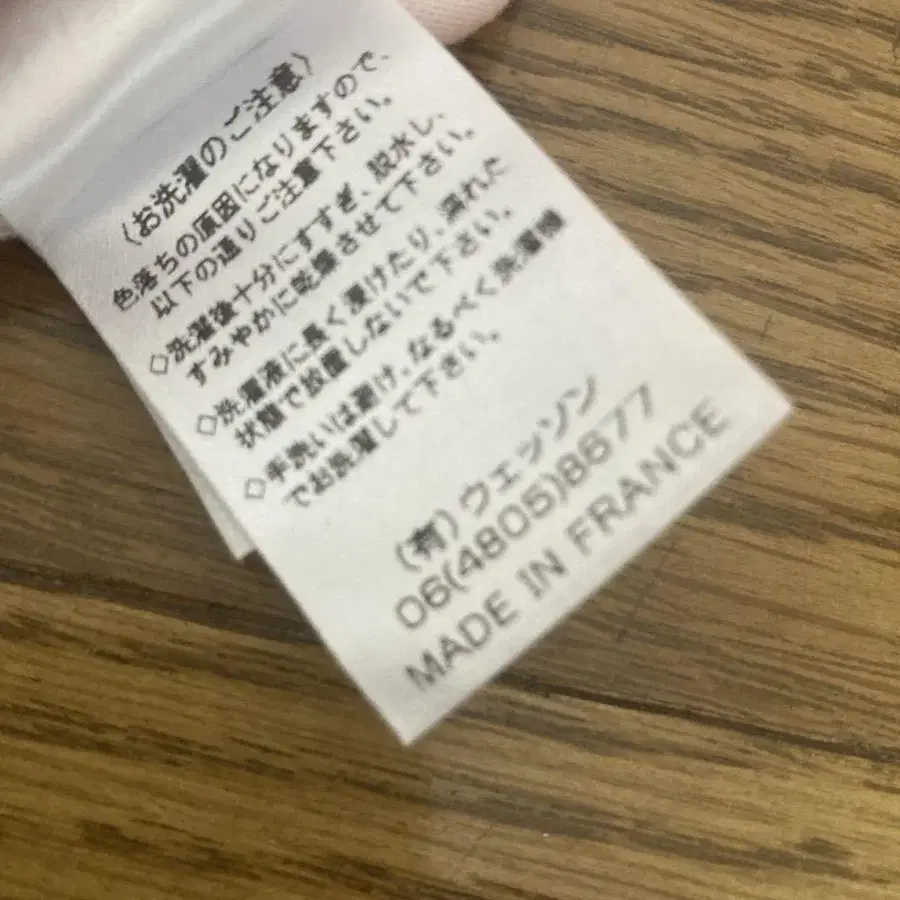 (お洗濯のご注意)
色落ちの原因になりますので、
以下の通りご注意下さい。
◇洗濯後十分にすすぎ、脱水し、
すみやかに乾燥させて下さい。
◇洗濯液に長く浸けたり、濡れた
状態で放置しないで下さい。
◇手洗いは避け、なるべく洗濯機
でお洗濯して下さい。
(有)ウェッソン
06(4805)8677
MADE IN FRANCE